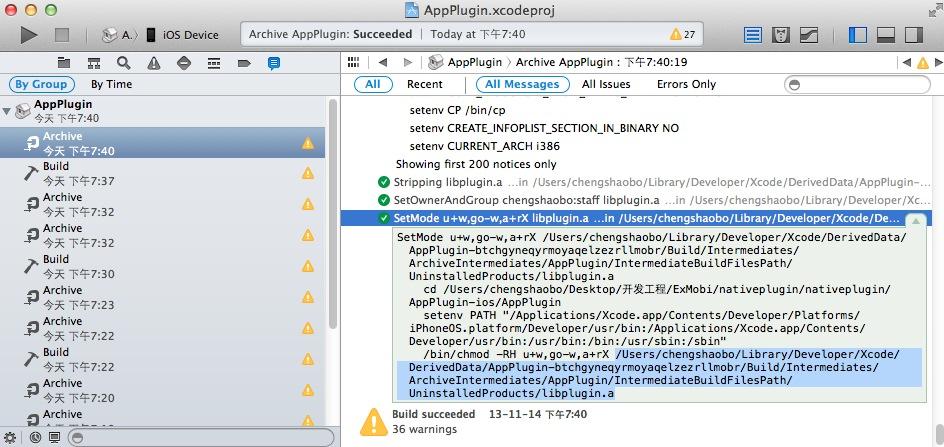 AppPlugin.xcodeproj
A. 〉 iOS Device
Archive AppPlugin: Succeeded | Today at 下午7:40
27
AppPlugin 〉 Archive AppPlugin : 下午7:40:19
By Group
By Time
All
Recent
All Messages
All Issues
Errors Only
AppPlugin
今天 下午7:40
Archive
今天 下午7:40
Build
今天 下午7:37
Archive
今天 下午7:32
Archive
今天 下午7:32
Build
今天 下午7:30
Archive
今天 下午7:23
Archive
今天 下午7:22
Build
今天 下午7:22
Archive
今天 下午7:20
Archive
今天 下午7:20
setenv CP /bin/cp
setenv CREATE_INFOPLIST_SECTION_IN_BINARY NO
setenv CURRENT_ARCH i386
Showing first 200 notices only
Stripping libplugin.a ...in /Users/chengshaobo/Library/Developer/Xcode/DerivedData/AppPlugin-...
SetOwnerAndGroup chengshaobo:staff libplugin.a ...in /Users/chengshaobo/Library/Developer/...
SetMode u+w,go-w,a+rX libplugin.a ...in /Users/chengshaobo/Library/Developer/Xcode/De...
SetMode u+w,go-w,a+rX /Users/chengshaobo/Library/Developer/Xcode/DerivedData/
AppPlugin-btchgyneqyrmoyaqelzezrllmobr/Build/Intermediates/
ArchiveIntermediates/AppPlugin/IntermediateBuildFilesPath/
UninstalledProducts/libplugin.a
cd /Users/chengshaobo/Desktop/开发工程/ExMobi/nativeplugin/nativeplugin/
AppPlugin-ios/AppPlugin
setenv PATH "/Applications/Xcode.app/Contents/Developer/Platforms/
iPhoneOS.platform/Developer/usr/bin:/Applications/Xcode.app/Contents/
Developer/usr/bin:/usr/bin:/bin:/usr/sbin:/sbin"
/bin/chmod -RH u+w,go-w,a+rX /Users/chengshaobo/Library/Developer/Xcode/
DerivedData/AppPlugin-btchgyneqyrmoyaqelzezrllmobr/Build/Intermediates/
ArchiveIntermediates/AppPlugin/IntermediateBuildFilesPath/
UninstalledProducts/libplugin.a
Build succeeded 13-11-14 下午7:40
36 warnings